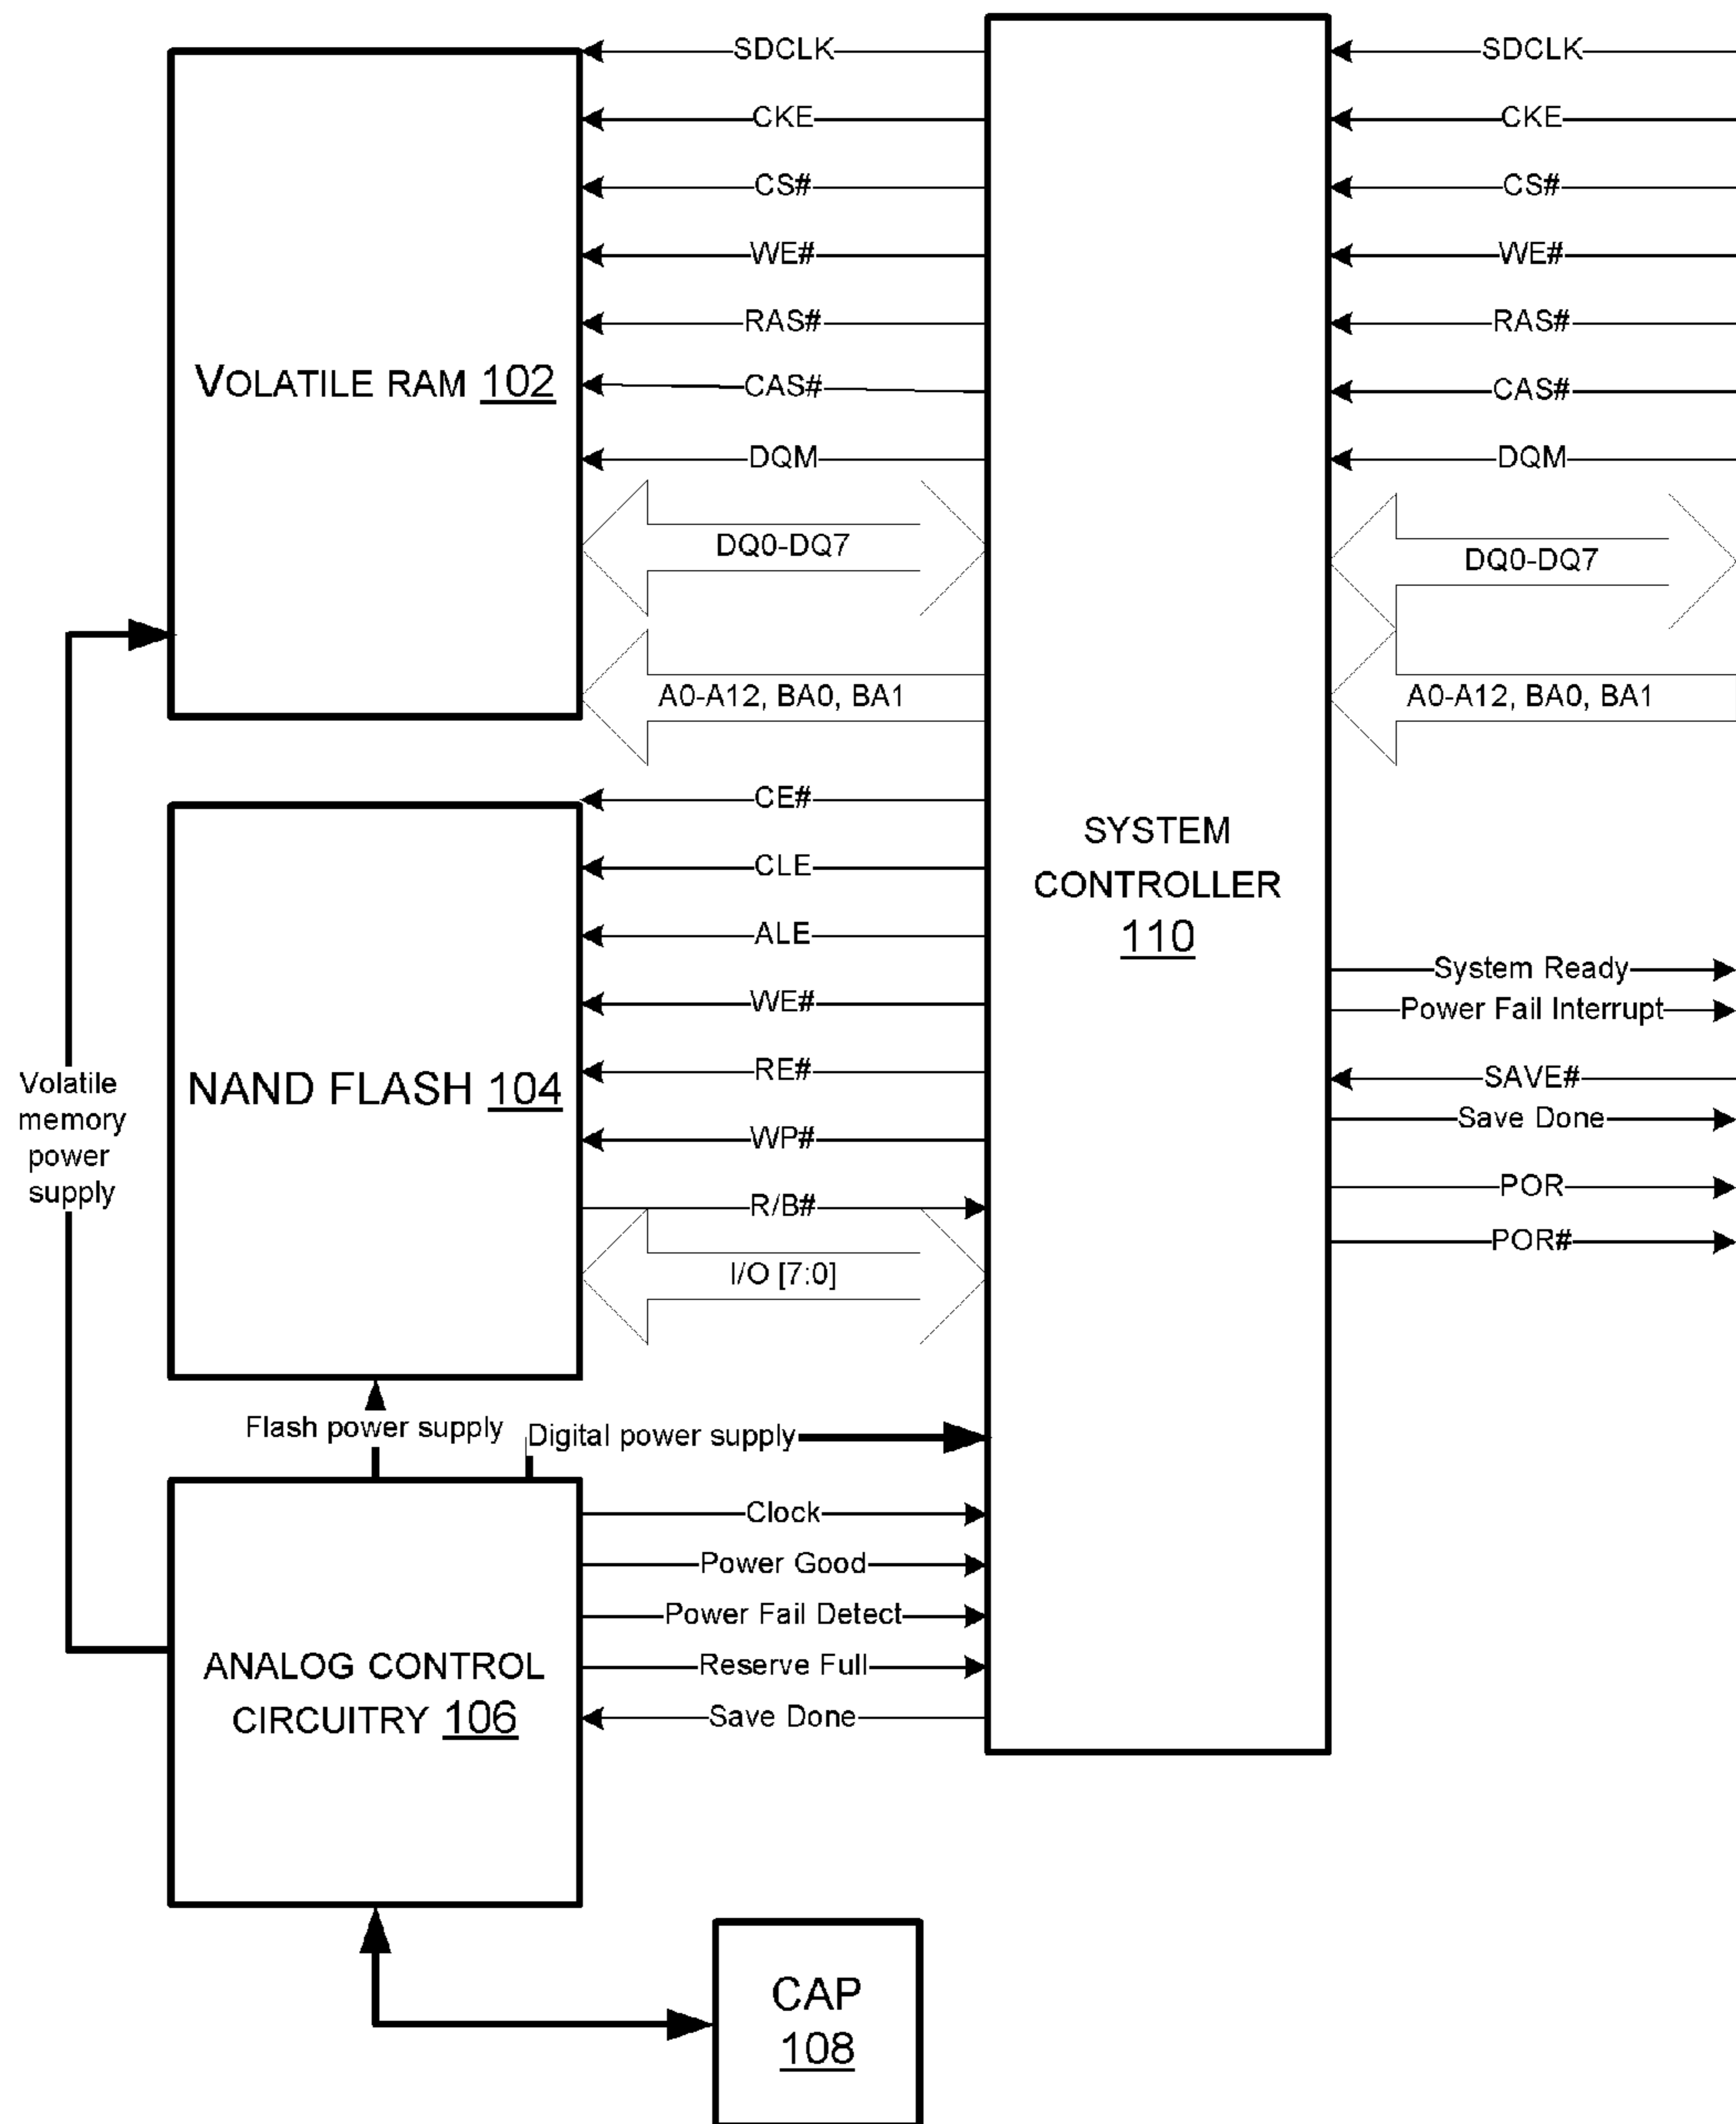 SDCLK
SDCLK
CKE
CKE
CS#
CS#
WE#
WE#
RAS#
RAS#
VOLATILE RAM 102
CAS#
CAS#
DQM
DQM
DQ0-DQ7
DQ0-DQ7
A0-A12, BA0, BA1
A0-A12, BA0, BA1
CE#
SYSTEM
CONTROLLER
110
CLE
ALE
System Ready
WE#
Power Fail Interrupt
NAND FLASH 104
RE#
SAVE#
Volatile
memory
power
supply
Save Done
WP#
POR
R/B#
POR#
I/O [7:0]
Flash power supply
Digital power supply
Clock
Power Good
Power Fail Detect
ANALOG CONTROL
CIRCUITRY 106
Reserve Full
Save Done
CAP
108